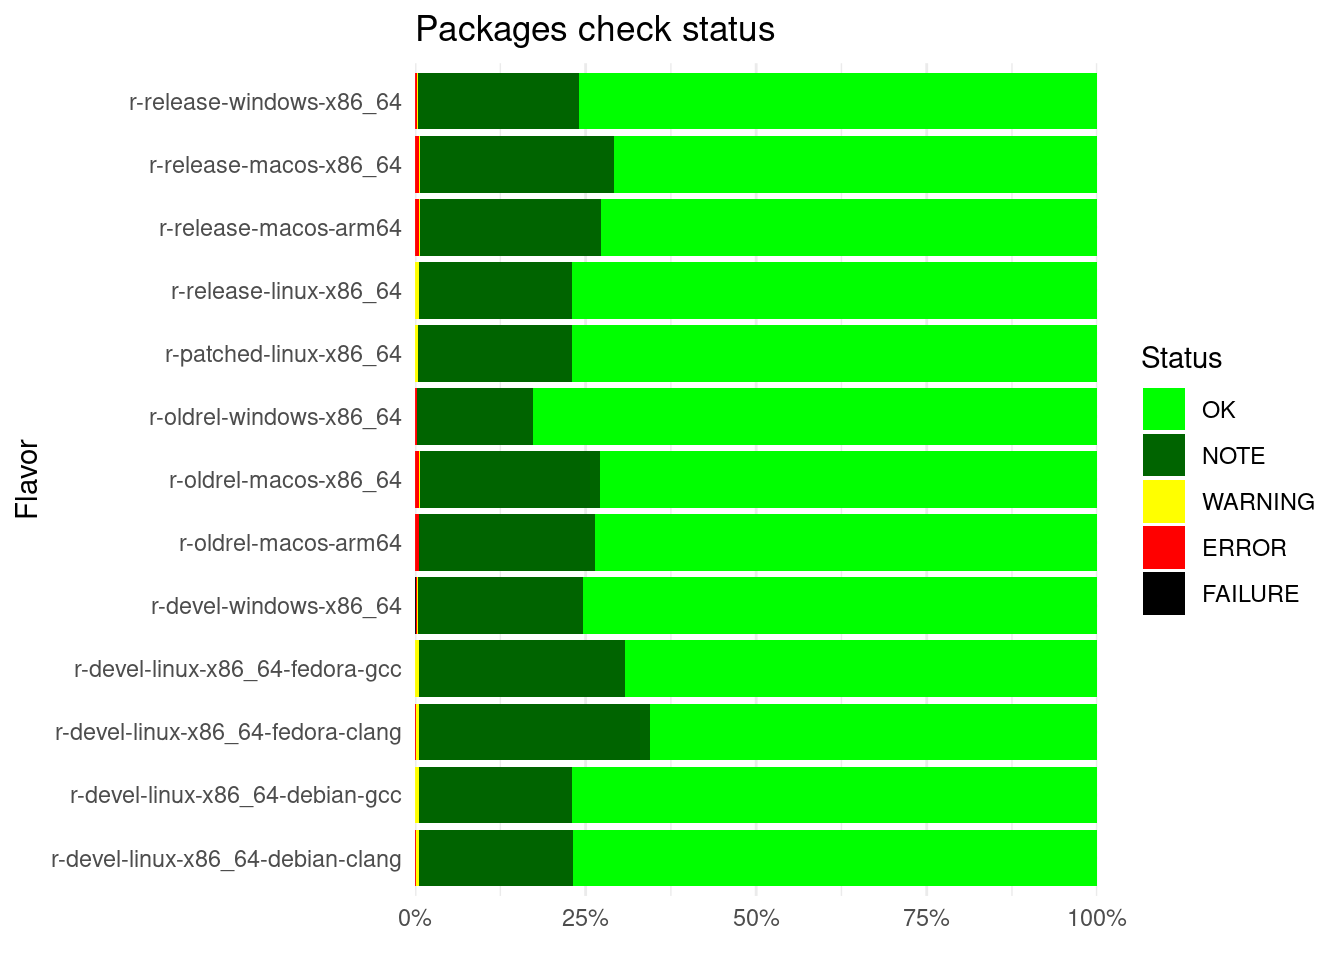 Packages check status
r-release-windows-x86_64
r-release-macos-x86_64
r-release-macos-arm64
r-release-linux-x86_64
r-patched-linux-x86_64
r-oldrel-windows-x86_64
r-oldrel-macos-x86_64
r-oldrel-macos-arm64
r-devel-windows-x86_64
r-devel-linux-x86_64-fedora-gcc
r-devel-linux-x86_64-fedora-clang
r-devel-linux-x86_64-debian-gcc
r-devel-linux-x86_64-debian-clang
Flavor
0% 25% 50% 75% 100%
Status
OK
NOTE
WARNING
ERROR
FAILURE